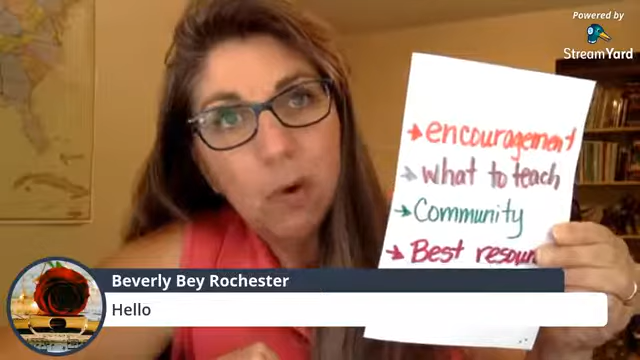 Powered by
StreamYard
encouragement
what to teach
Community
Best
Beverly Bey Rochester
Hello